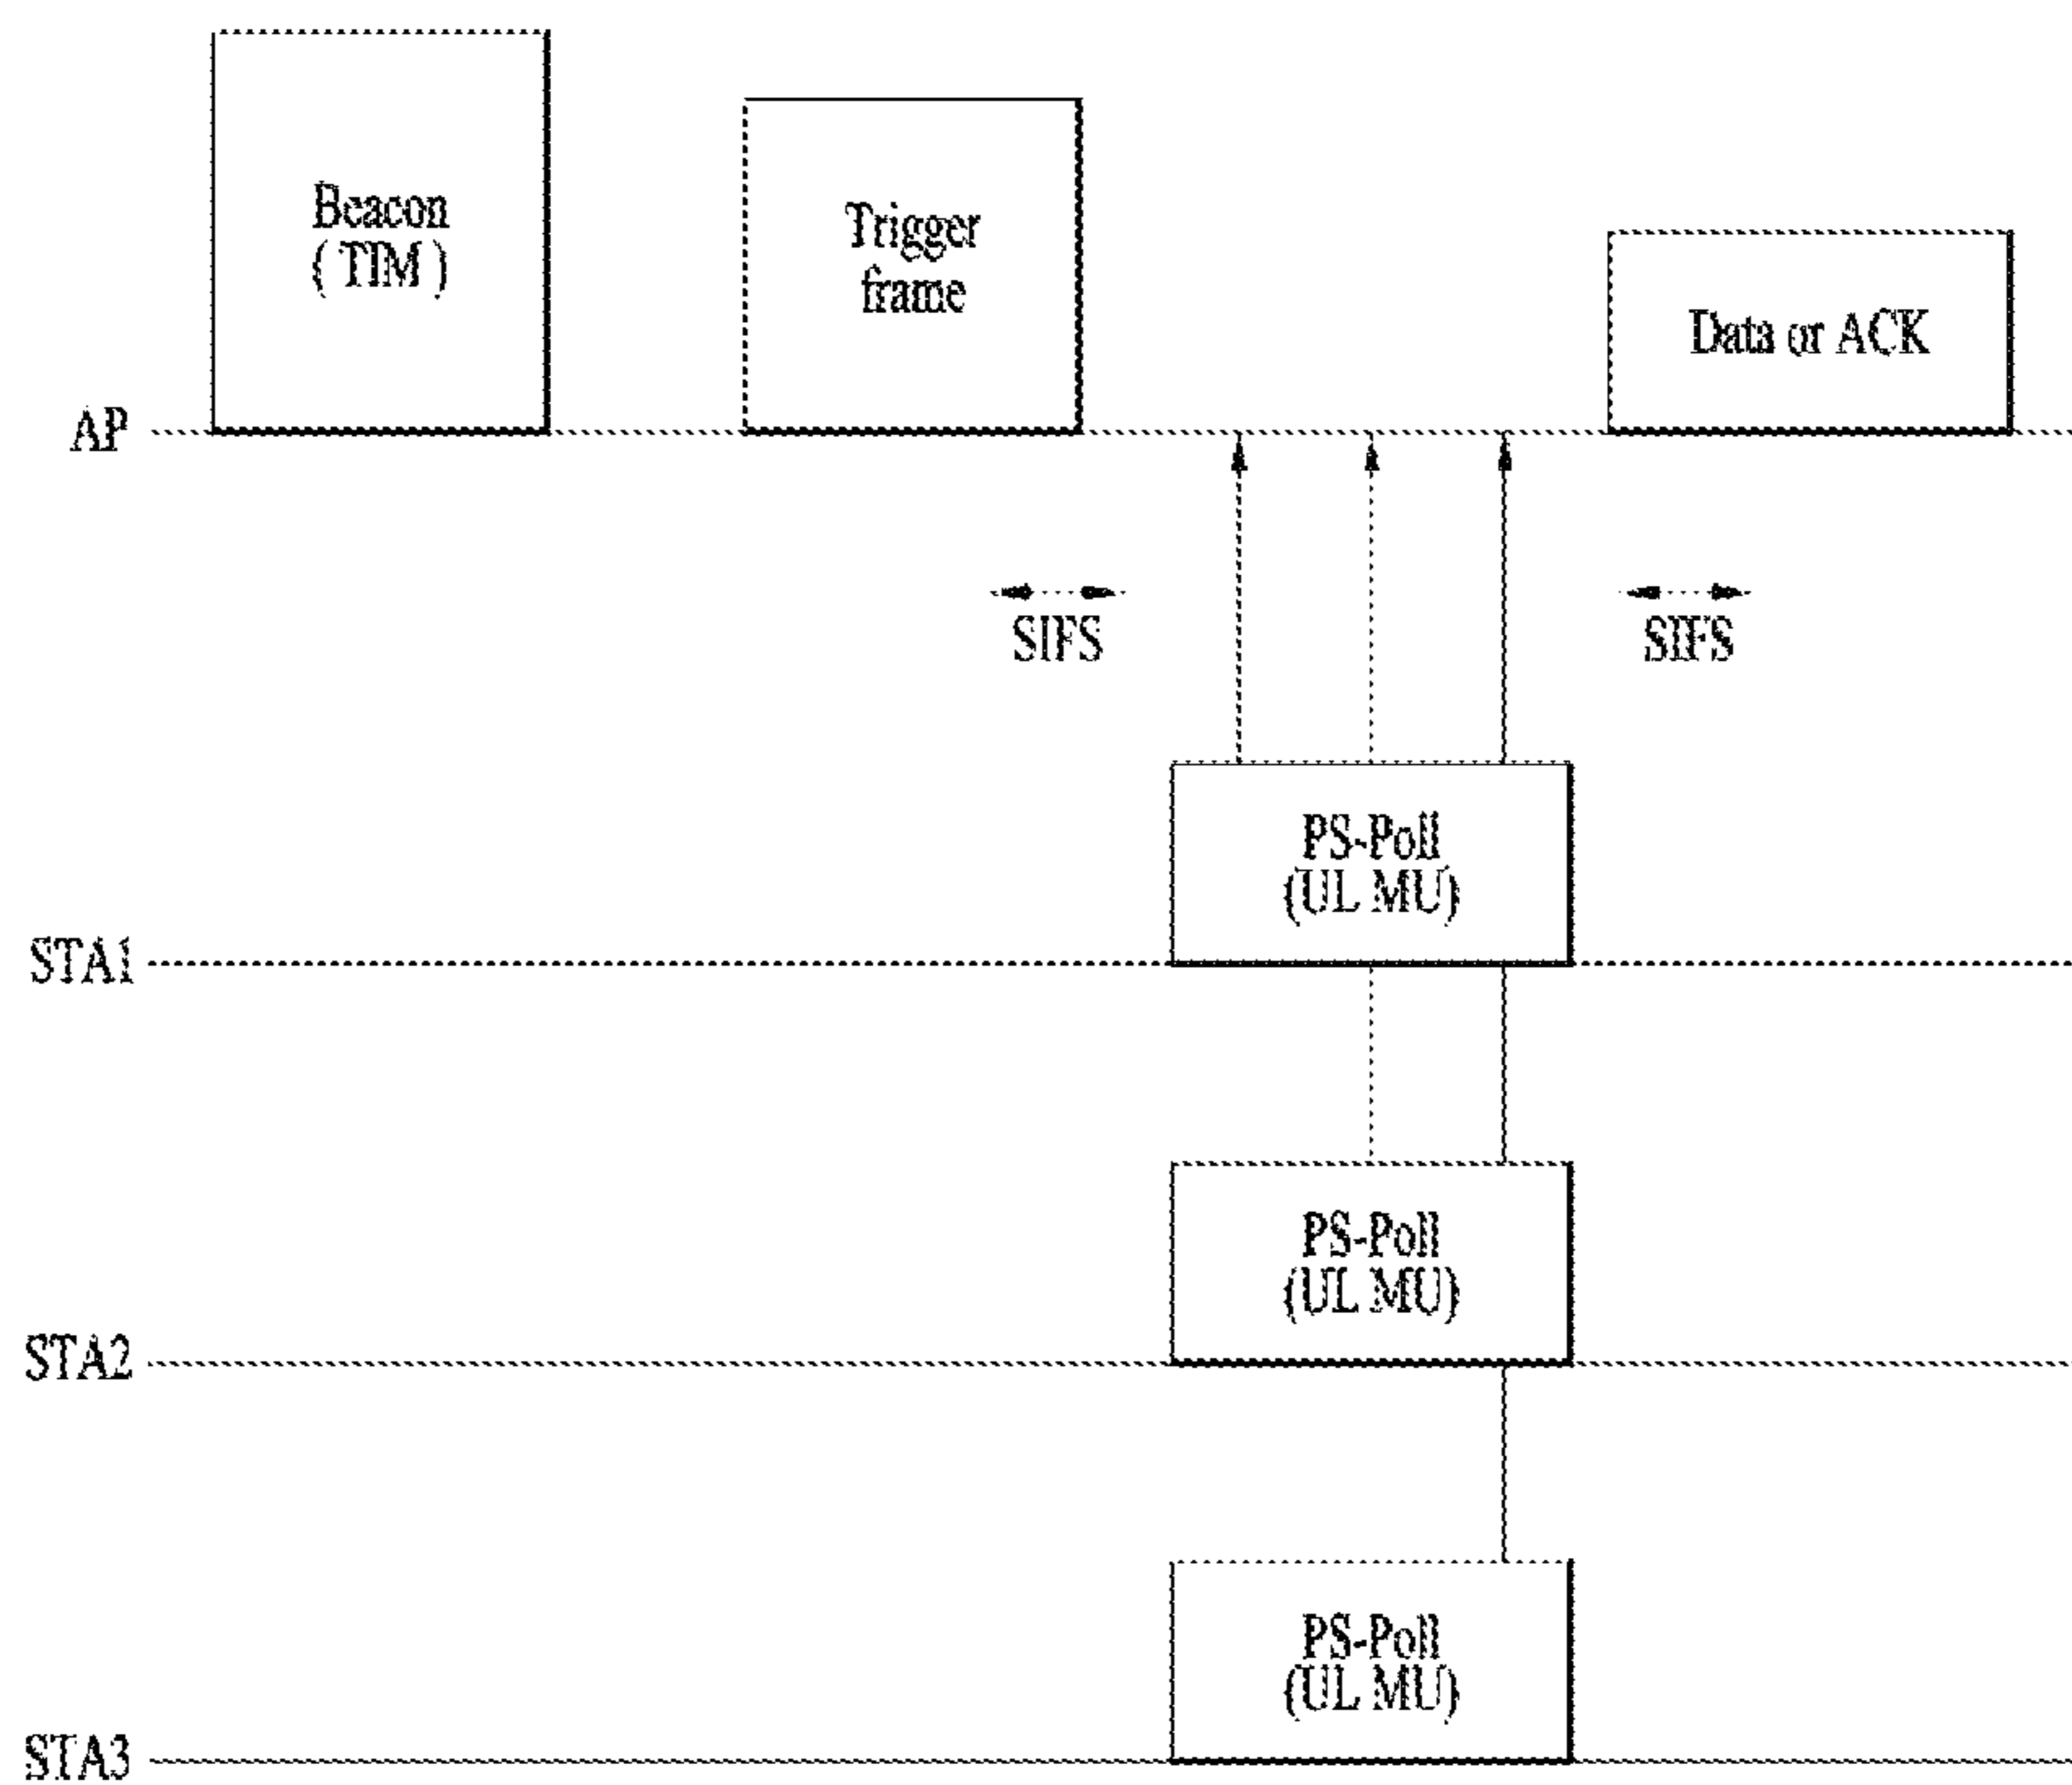 Beacon
( TIM )
Trigger
frame
Data or ACK
AP
SIFS
SIFS
PS-Poll
(UL MU)
STA1
PS-Poll
(UL MU)
STA2
PS-Poll
(UL MU)
STA3